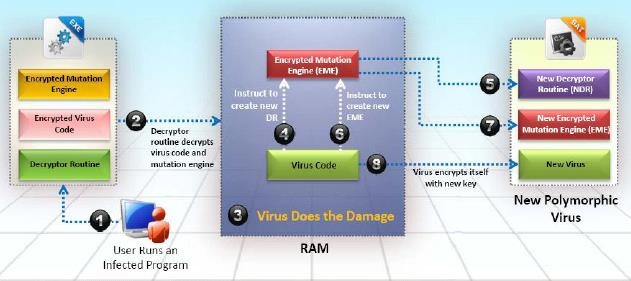 EXE
Encrypted Mutation
Engine
Encrypted Virus
Code
Decryptor Routine
1
User Runs an
Infected Program
2
Decryptor
routine decrypts
virus code and
mutation engine
Encrypted Mutation
Engine (EME)
Instruct to
create new
DR
Instruct to
create new
EME
4
6
Virus Code
3
Virus Does the Damage
RAM
5
7
8
Virus encrypts itself
with new key
BAT
New Decryptor
Routine (NDR)
New Encrypted
Mutation Engine (EME)
New Virus
New Polymorphic
Virus